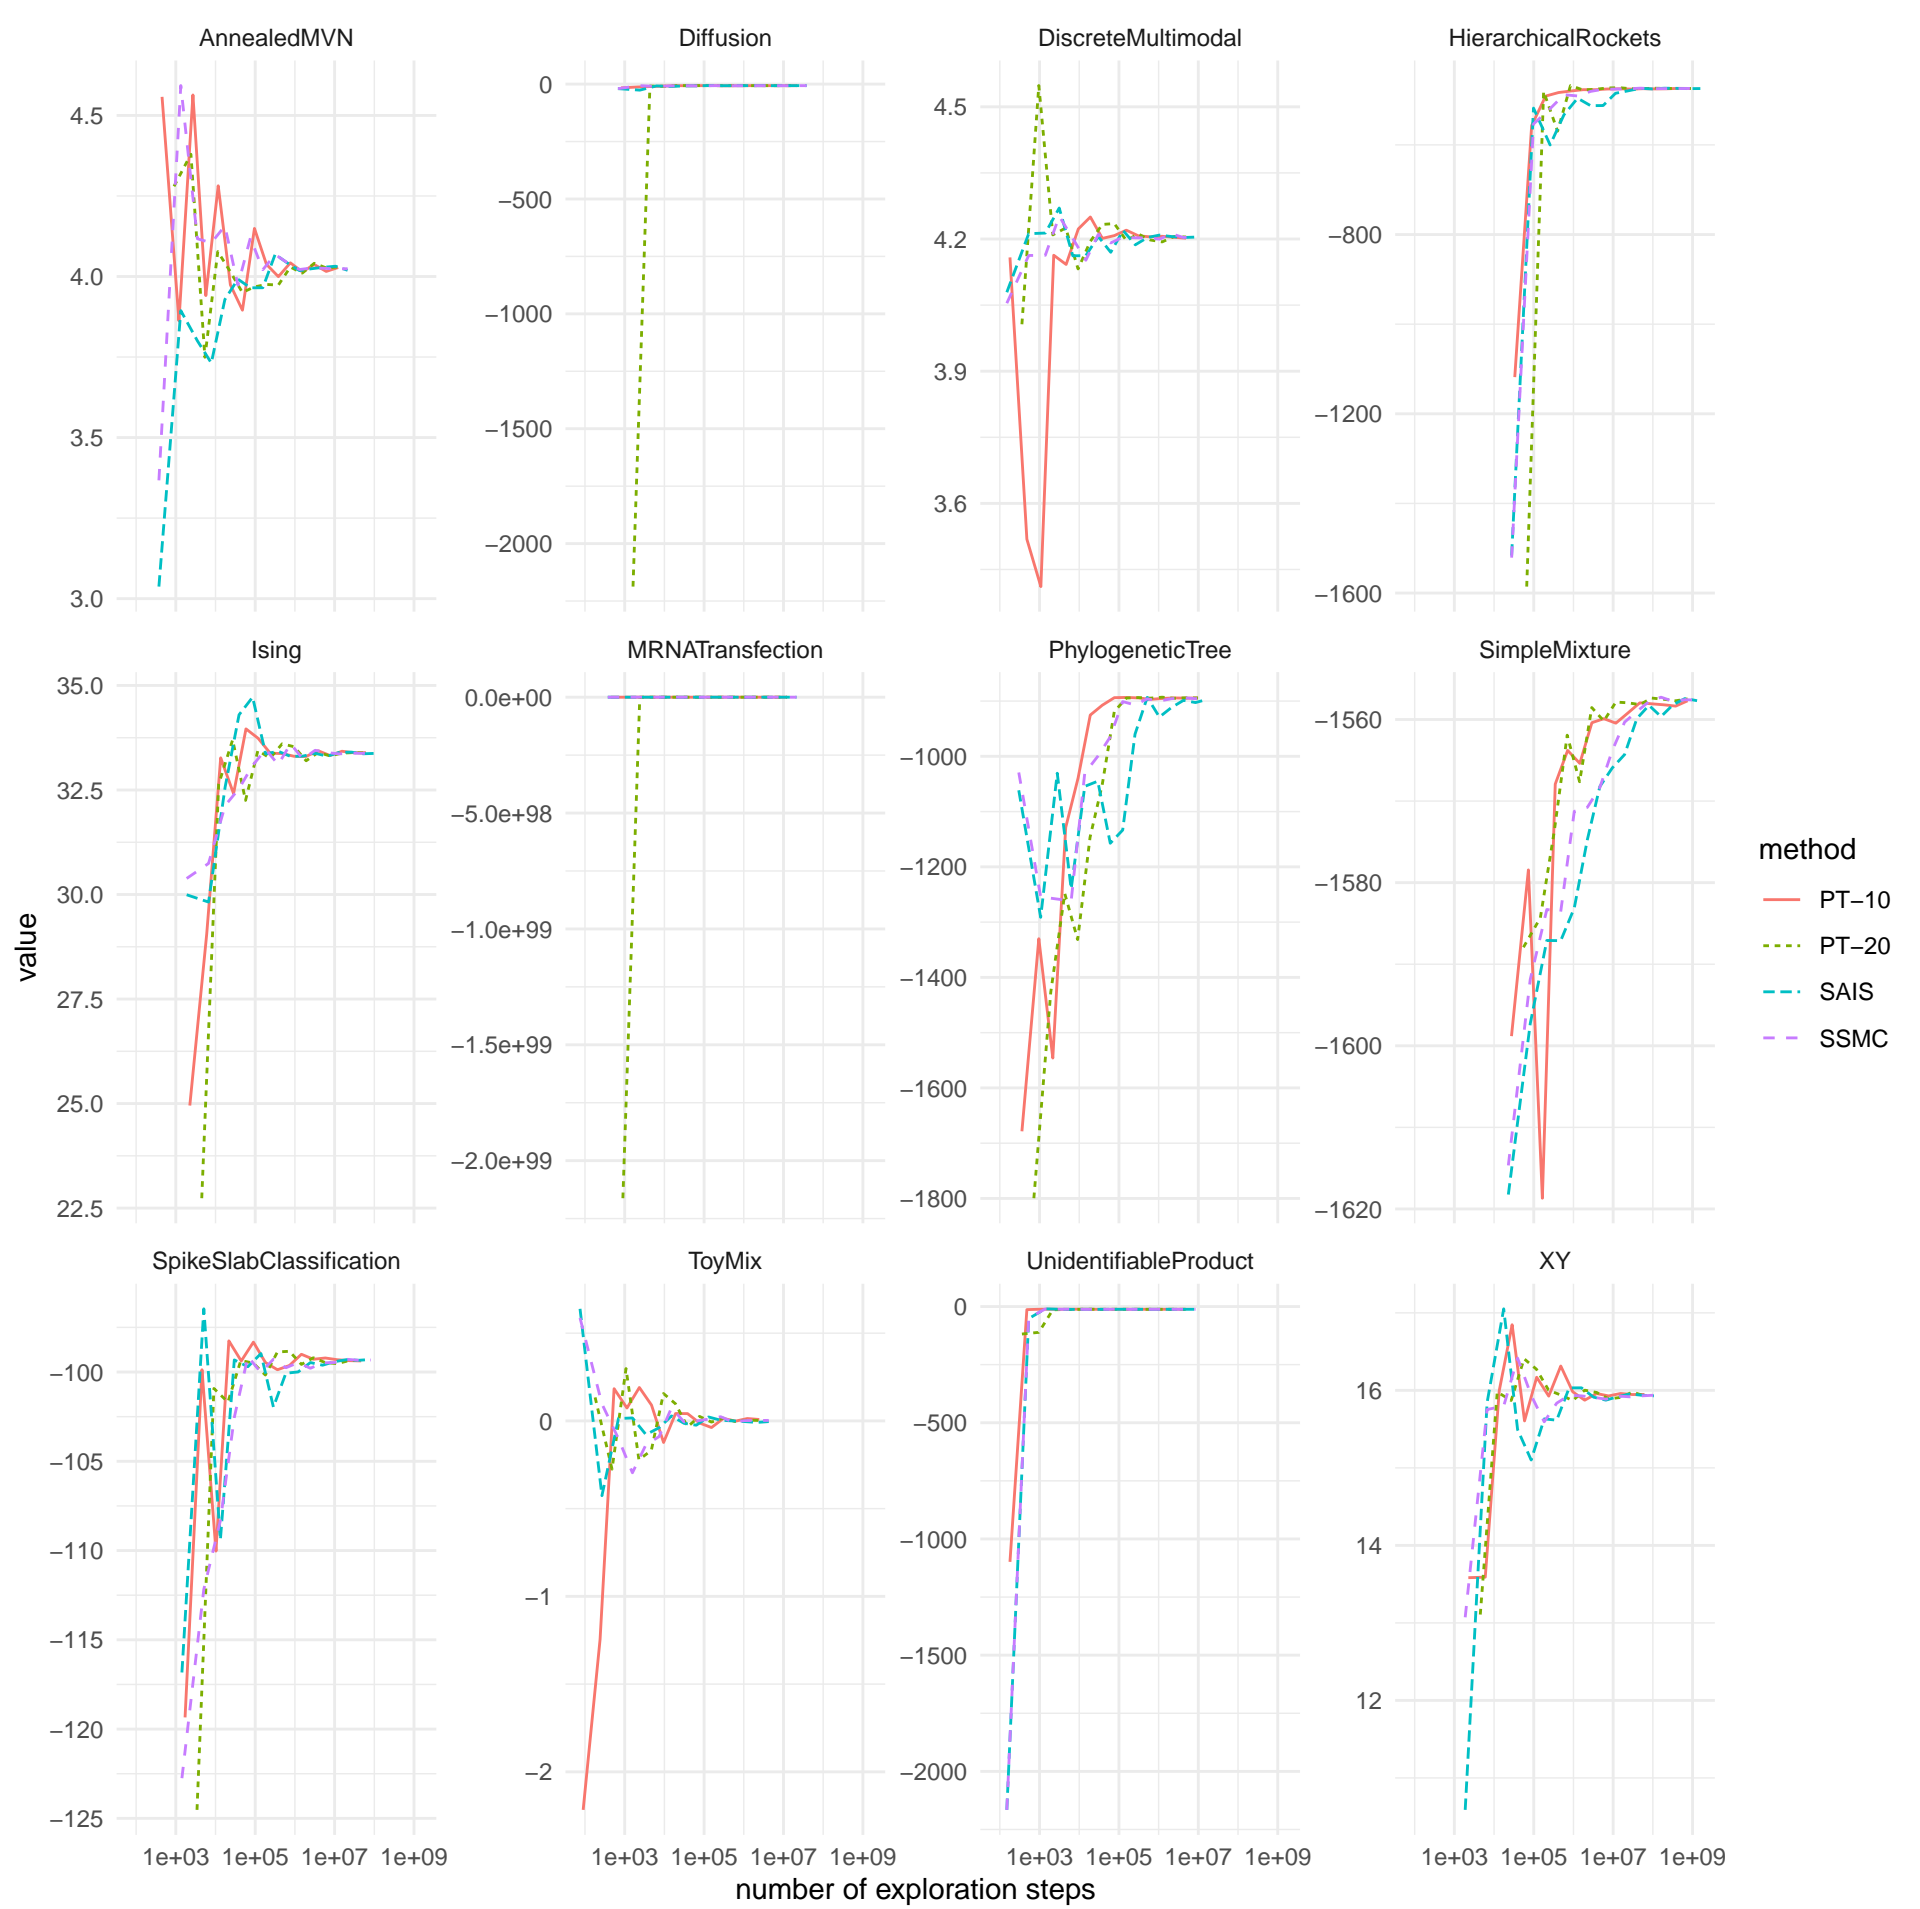 AnnealedMVN
Diffusion
DiscreteMultimodal
HierarchicalRockets
4.5
4.0
3.5
3.0
0
−500
−1000
−1500
−2000
4.5
4.2
3.9
3.6
−800
−1200
−1600
Ising
MRNATransfection
PhylogeneticTree
SimpleMixture
35.0
32.5
30.0
27.5
25.0
22.5
0.0e+00
−5.0e+98
−1.0e+99
−1.5e+99
−2.0e+99
−1000
−1200
−1400
−1600
−1800
−1560
−1580
−1600
−1620
SpikeSlabClassification
ToyMix
UnidentifiableProduct
XY
−100
−105
−110
−115
−120
−125
0
−1
−2
0
−500
−1000
−1500
−2000
16
14
12
1e+03 1e+05 1e+07 1e+09
1e+03 1e+05 1e+07 1e+09
1e+03 1e+05 1e+07 1e+09
1e+03 1e+05 1e+07 1e+09
number of exploration steps
value
method
PT−10
PT−20
SAIS
SSMC